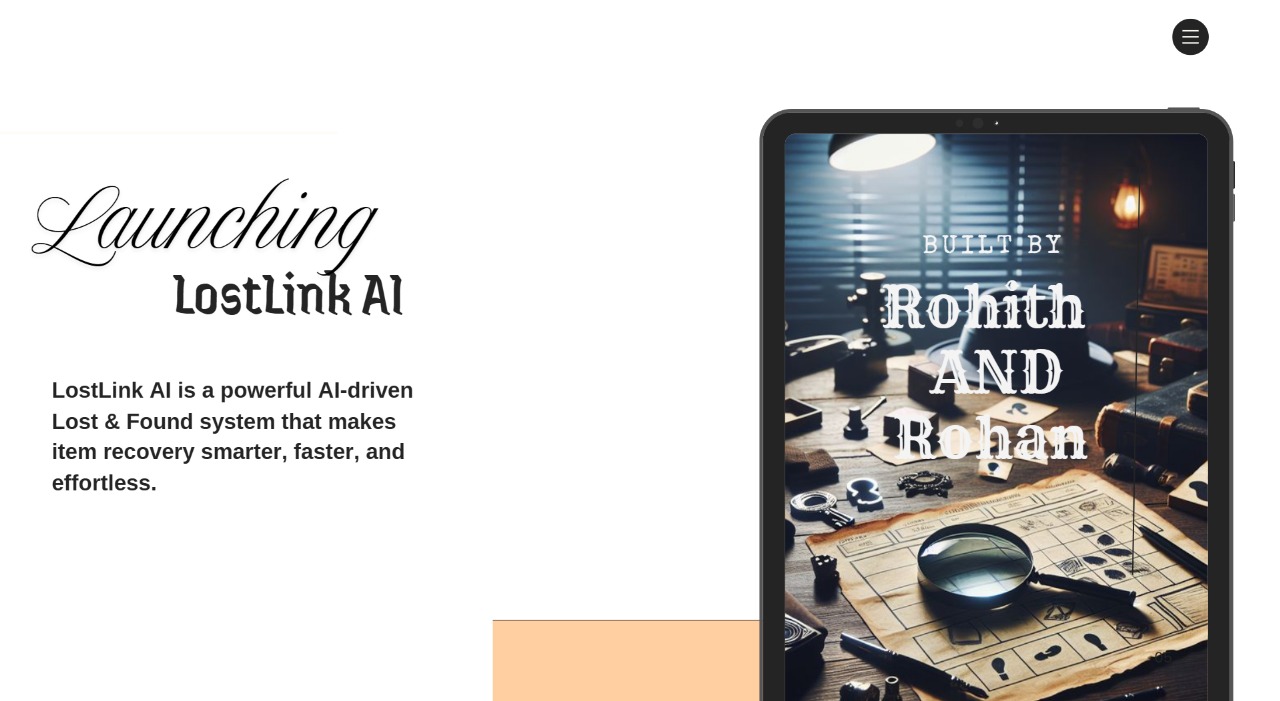 Launching
LostLink AI
LostLink AI is a powerful AI-driven
Lost & Found system that makes
item recovery smarter, faster, and
effortless.
BUILT BY
Rohith
AND
Rohan